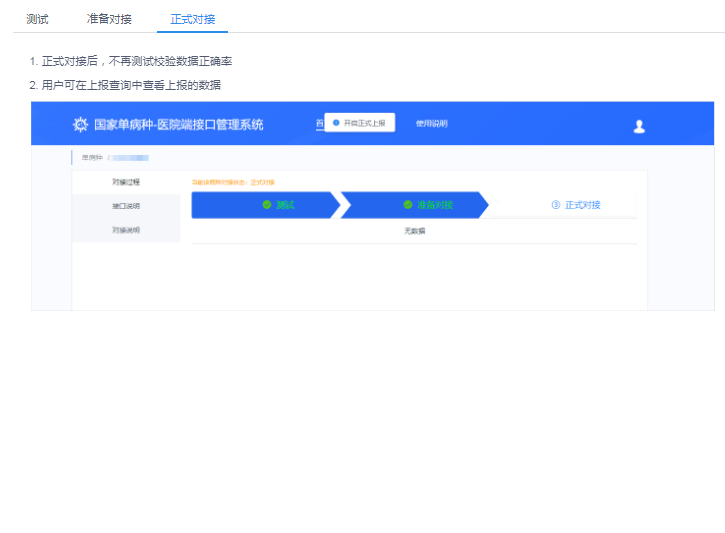 测试 准备对接 正式对接
1. 正式对接后，不再测试校验数据正确率
2. 用户可在上报查询中查看上报的数据
国家单病种-医院端接口管理系统 首 开启正式上报 使用说明
单病种
对接过程 当前该病种对接状态：正式对接
测试 准备对接 3 正式对接
接口说明
对接说明 无数据